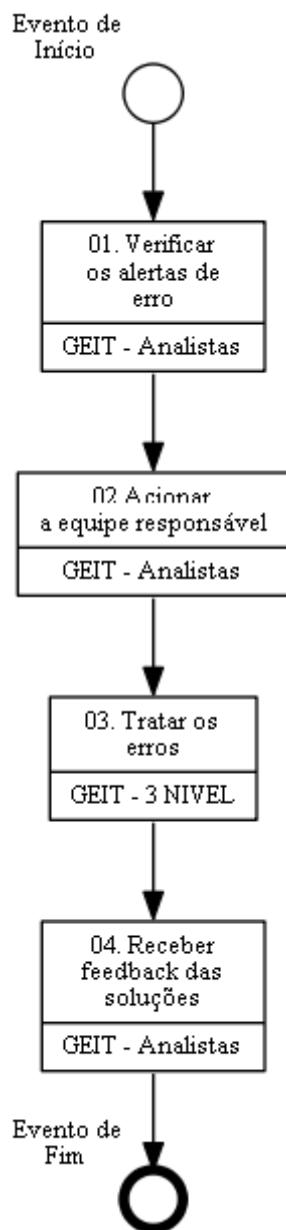 Evento de
Início
01. Verificar
os alertas de
erro
GEIT - Analistas
02 Acionar
a equipe responsável
GEIT - Analistas
03. Tratar os
erros
GEIT - 3 NIVEL
04. Receber
feedback das
soluções
GEIT - Analistas
Evento de
Fim